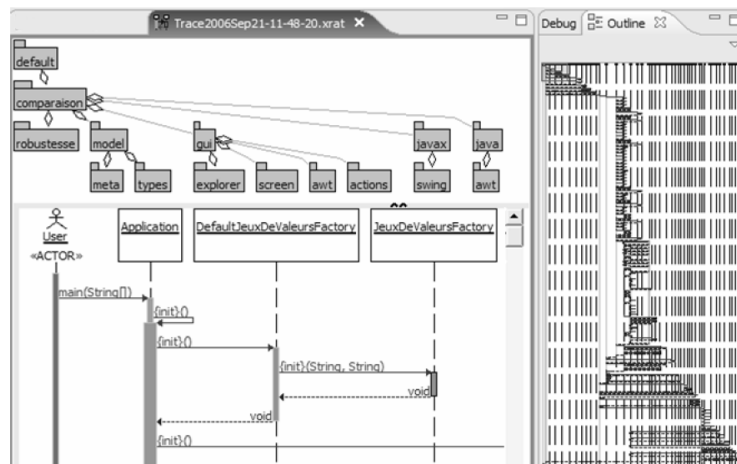 Trace2006Sep21-11-48-20.xrat
Debug Outline
default
comparaison
robustesse model gui javax java
meta types explorer screen awt actions swing awt
User Application DefaultJeuxDeValeursFactory JeuxDeValeursFactory
«ACTOR»
main(String[])
{init}()
{init}()
{init}(String, String)
void
void
{init}()